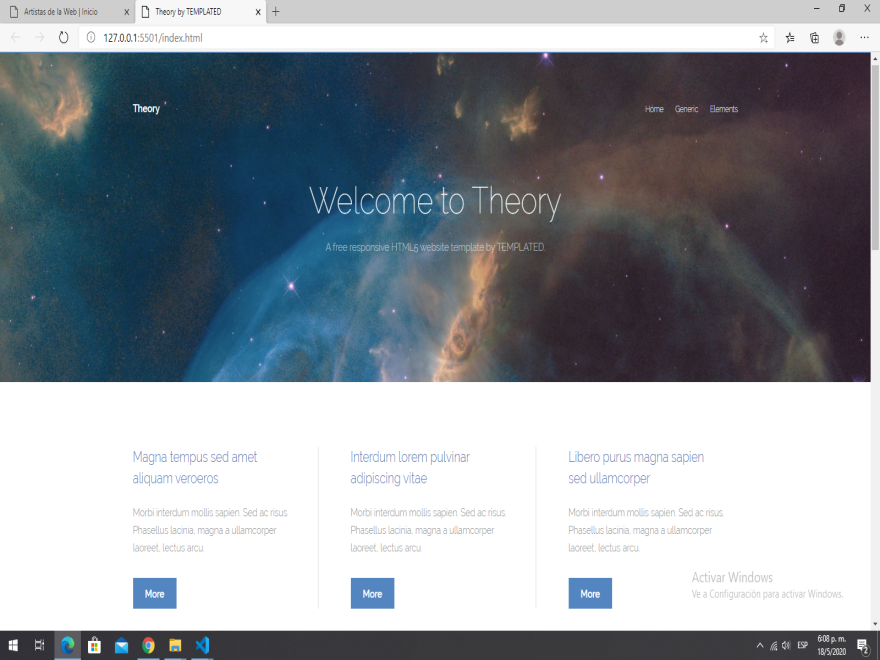 Artistas de la Web | Inicio
Theory by TEMPLATED
127.0.0.1:5501/index.html
Theory
Home Generic Elements
Welcome to Theory
A free responsive HTML5 website template by TEMPLATED.
Magna tempus sed amet
aliquam veroeros
Morbi interdum mollis sapien. Sed ac risus.
Phasellus lacinia, magna a ullamcorper
laoreet, lectus arcu.
More
Interdum lorem pulvinar
adipiscing vitae
Morbi interdum mollis sapien. Sed ac risus.
Phasellus lacinia, magna a ullamcorper
laoreet, lectus arcu.
More
Libero purus magna sapien
sed ullamcorper
Morbi interdum mollis sapien. Sed ac risus.
Phasellus lacinia, magna a ullamcorper
laoreet, lectus arcu.
More
Activar Windows
Ve a Configuración para activar Windows.
ESP
6:08 p. m.
18/5/2020
2